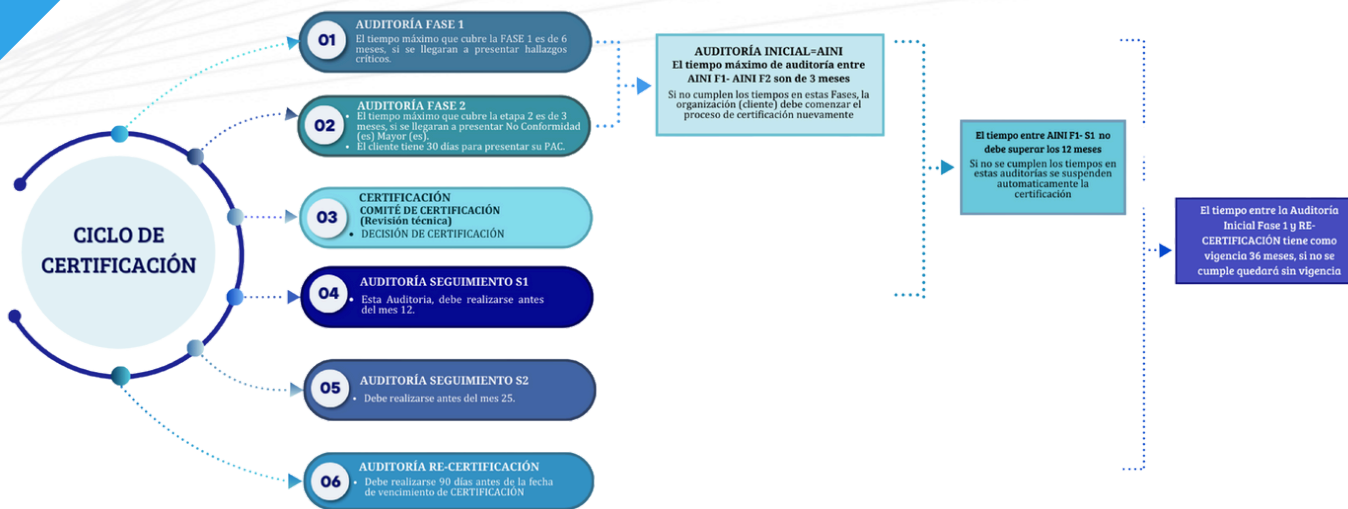 CICLO DE
CERTIFICACIÓN
01
AUDITORÍA FASE 1
El tiempo máximo que cubre la FASE 1 es de 6
meses, si se llegaran a presentar hallazgos
críticos.
02
AUDITORÍA FASE 2
• El tiempo máximo que cubre la etapa 2 es de 3
meses, si se llegaran a presentar No Conformidad
(es) Mayor (es).
• El cliente tiene 30 días para presentar su PAC.
03
CERTIFICACIÓN
COMITÉ DE CERTIFICACIÓN
(Revisión técnica)
• DECISIÓN DE CERTIFICACIÓN
04
AUDITORÍA SEGUIMIENTO S1
• Esta Auditoria, debe realizarse antes
del mes 12.
05
AUDITORÍA SEGUIMIENTO S2
• Debe realizarse antes del mes 25.
06
AUDITORÍA RE-CERTIFICACIÓN
• Debe realizarse 90 días antes de la fecha
de vencimiento de CERTIFICACIÓN
AUDITORÍA INICIAL=AINI
El tiempo máximo de auditoría entre
AINI F1- AINI F2 son de 3 meses
Si no cumplen los tiempos en estas Fases, la
organización (cliente) debe comenzar el
proceso de certificación nuevamente
El tiempo entre AINI F1- S1 no
debe superar los 12 meses
Si no se cumplen los tiempos en
estas auditorías se suspenden
automaticamente la
certificación
El tiempo entre la Auditoría
Inicial Fase 1 y RE-
CERTIFICACIÓN tiene como
vigencia 36 meses, si no se
cumple quedará sin vigencia